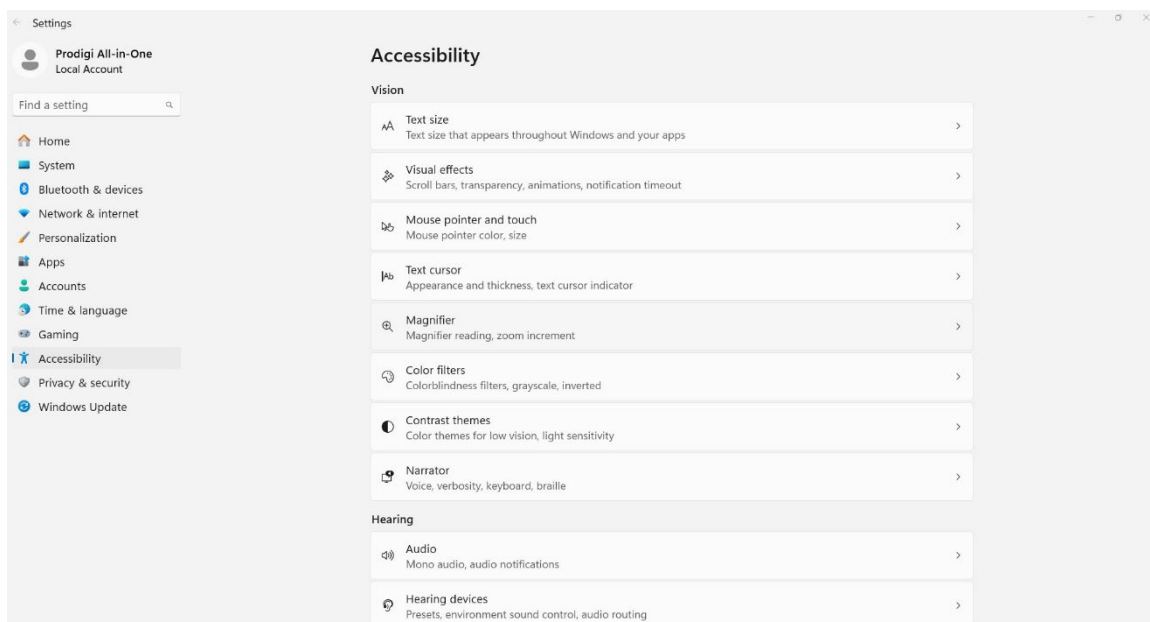 Settings
Prodigi All-in-One
Local Account
Find a setting
Home
System
Bluetooth & devices
Network & internet
Personalization
Apps
Accounts
Time & language
Gaming
Accessibility
Privacy & security
Windows Update
Accessibility
Vision
Text size
Text size that appears throughout Windows and your apps
Visual effects
Scroll bars, transparency, animations, notification timeout
Mouse pointer and touch
Mouse pointer color, size
Text cursor
Appearance and thickness, text cursor indicator
Magnifier
Magnifier reading, zoom increment
Color filters
Colorblindness filters, grayscale, inverted
Contrast themes
Color themes for low vision, light sensitivity
Narrator
Voice, verbosity, keyboard, braille
Hearing
Audio
Mono audio, audio notifications
Hearing devices
Presets, environment sound control, audio routing